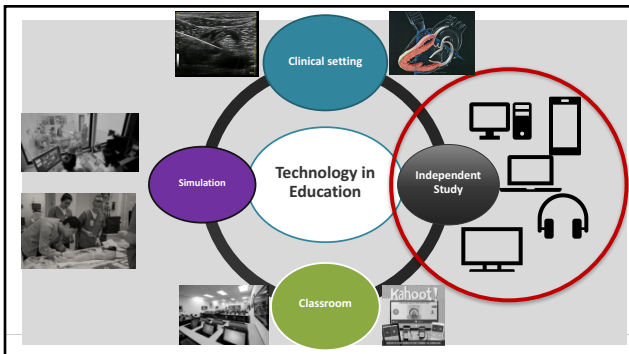 Clinical setting
Simulation
Technology in
Education
Independent
Study
Classroom
Kahoot!